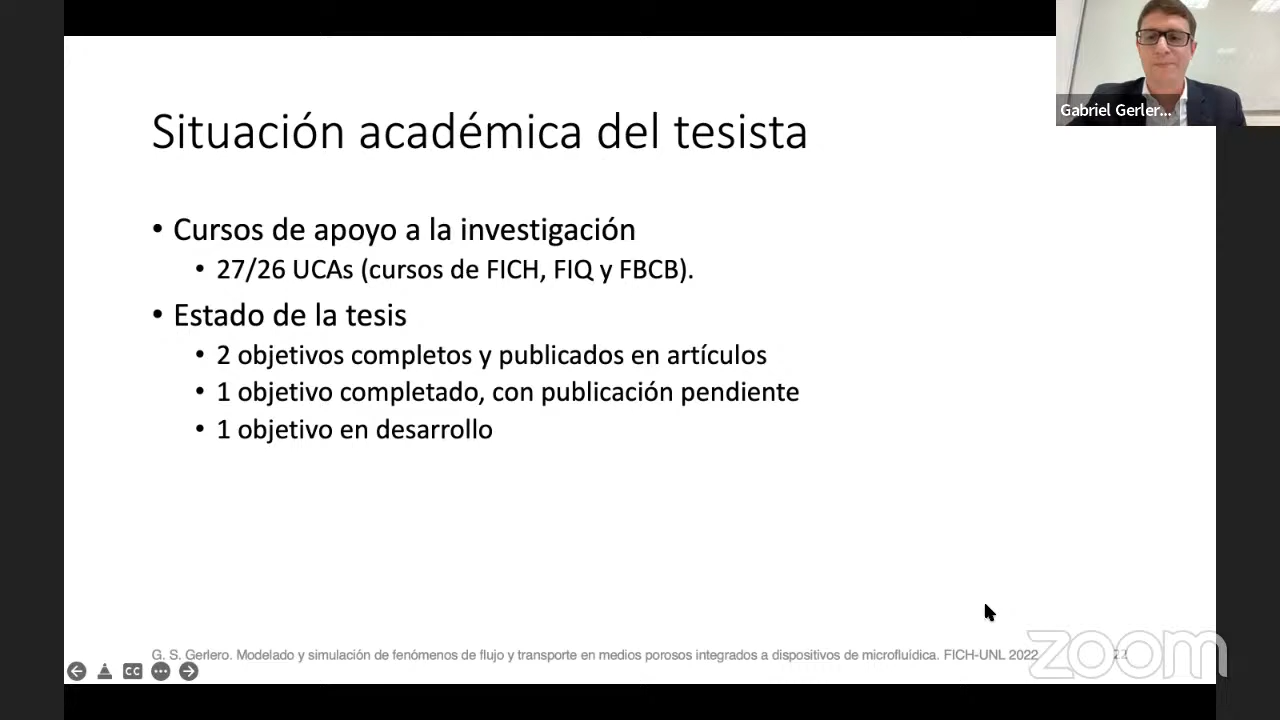 Gabriel Gerler...
Situación académica del tesista
• Cursos de apoyo a la investigación
• 27/26 UCAs (cursos de FICH, FIQ y FBCB).
• Estado de la tesis
• 2 objetivos completos y publicados en artículos
• 1 objetivo completado, con publicación pendiente
• 1 objetivo en desarrollo
G. S. Gerlero. Modelado y simulación de fenómenos de flujo y transporte en medios porosos integrados a dispositivos de microfluídica. FICH-UNL 2022
22
CC
zoom